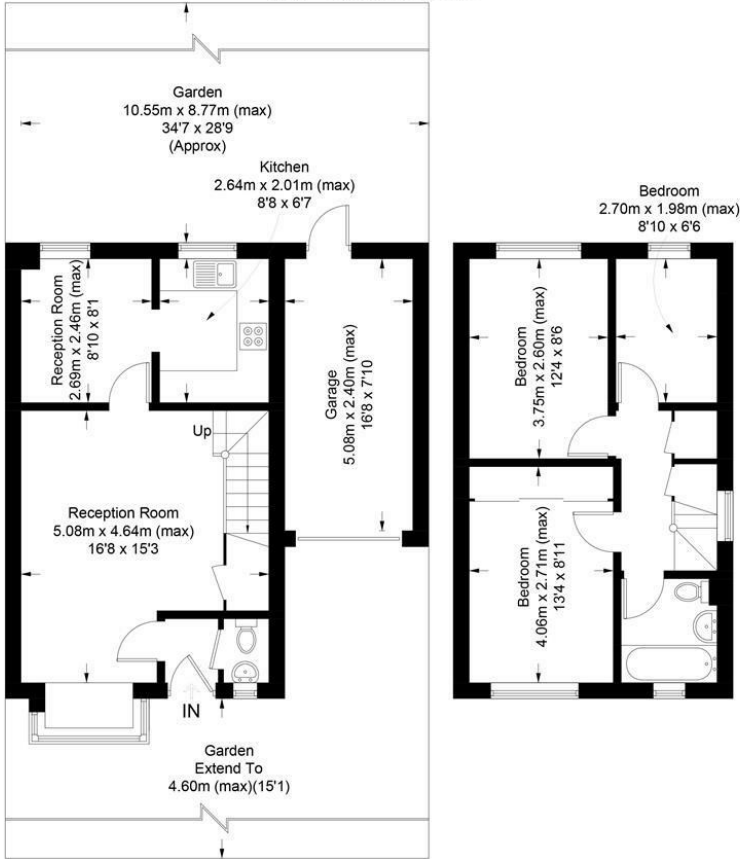 Garden
10.55m x 8.77m (max)
34'7 x 28'9
(Approx)
Kitchen
2.64m x 2.01m (max)
8'8 x 6'7
Bedroom
2.70m x 1.98m (max)
8'10 x 6'6
Reception Room
2.69m x 2.46m (max)
8'10 x 8'1
Garage
5.08m x 2.40m (max)
16'8 x 7'10
Bedroom
3.75m x 2.60m (max)
12'4 x 8'6
Up
Reception Room
5.08m x 4.64m (max)
16'8 x 15'3
Bedroom
4.06m x 2.71m (max)
13'4 x 8'11
IN
Garden
Extend To
4.60m (max)(15'1)